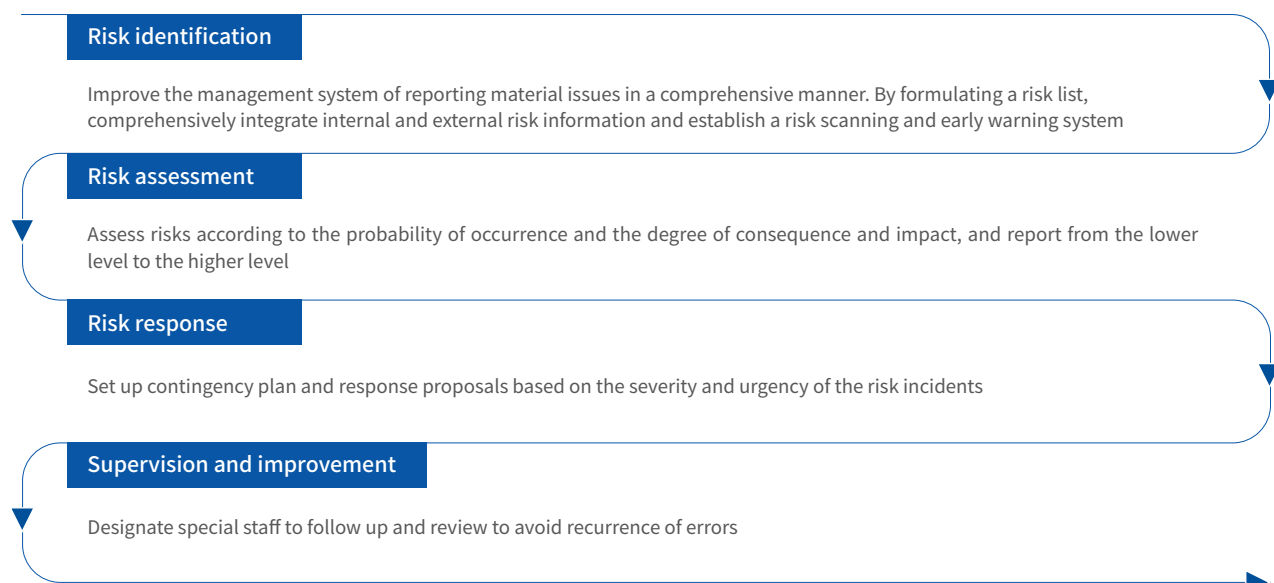 Risk identification
Improve the management system of reporting material issues in a comprehensive manner. By formulating a risk list,
comprehensively integrate internal and external risk information and establish a risk scanning and early warning system
Risk assessment
Assess risks according to the probability of occurrence and the degree of consequence and impact, and report from the lower
level to the higher level
Risk response
Set up contingency plan and response proposals based on the severity and urgency of the risk incidents
Supervision and improvement
Designate special staff to follow up and review to avoid recurrence of errors